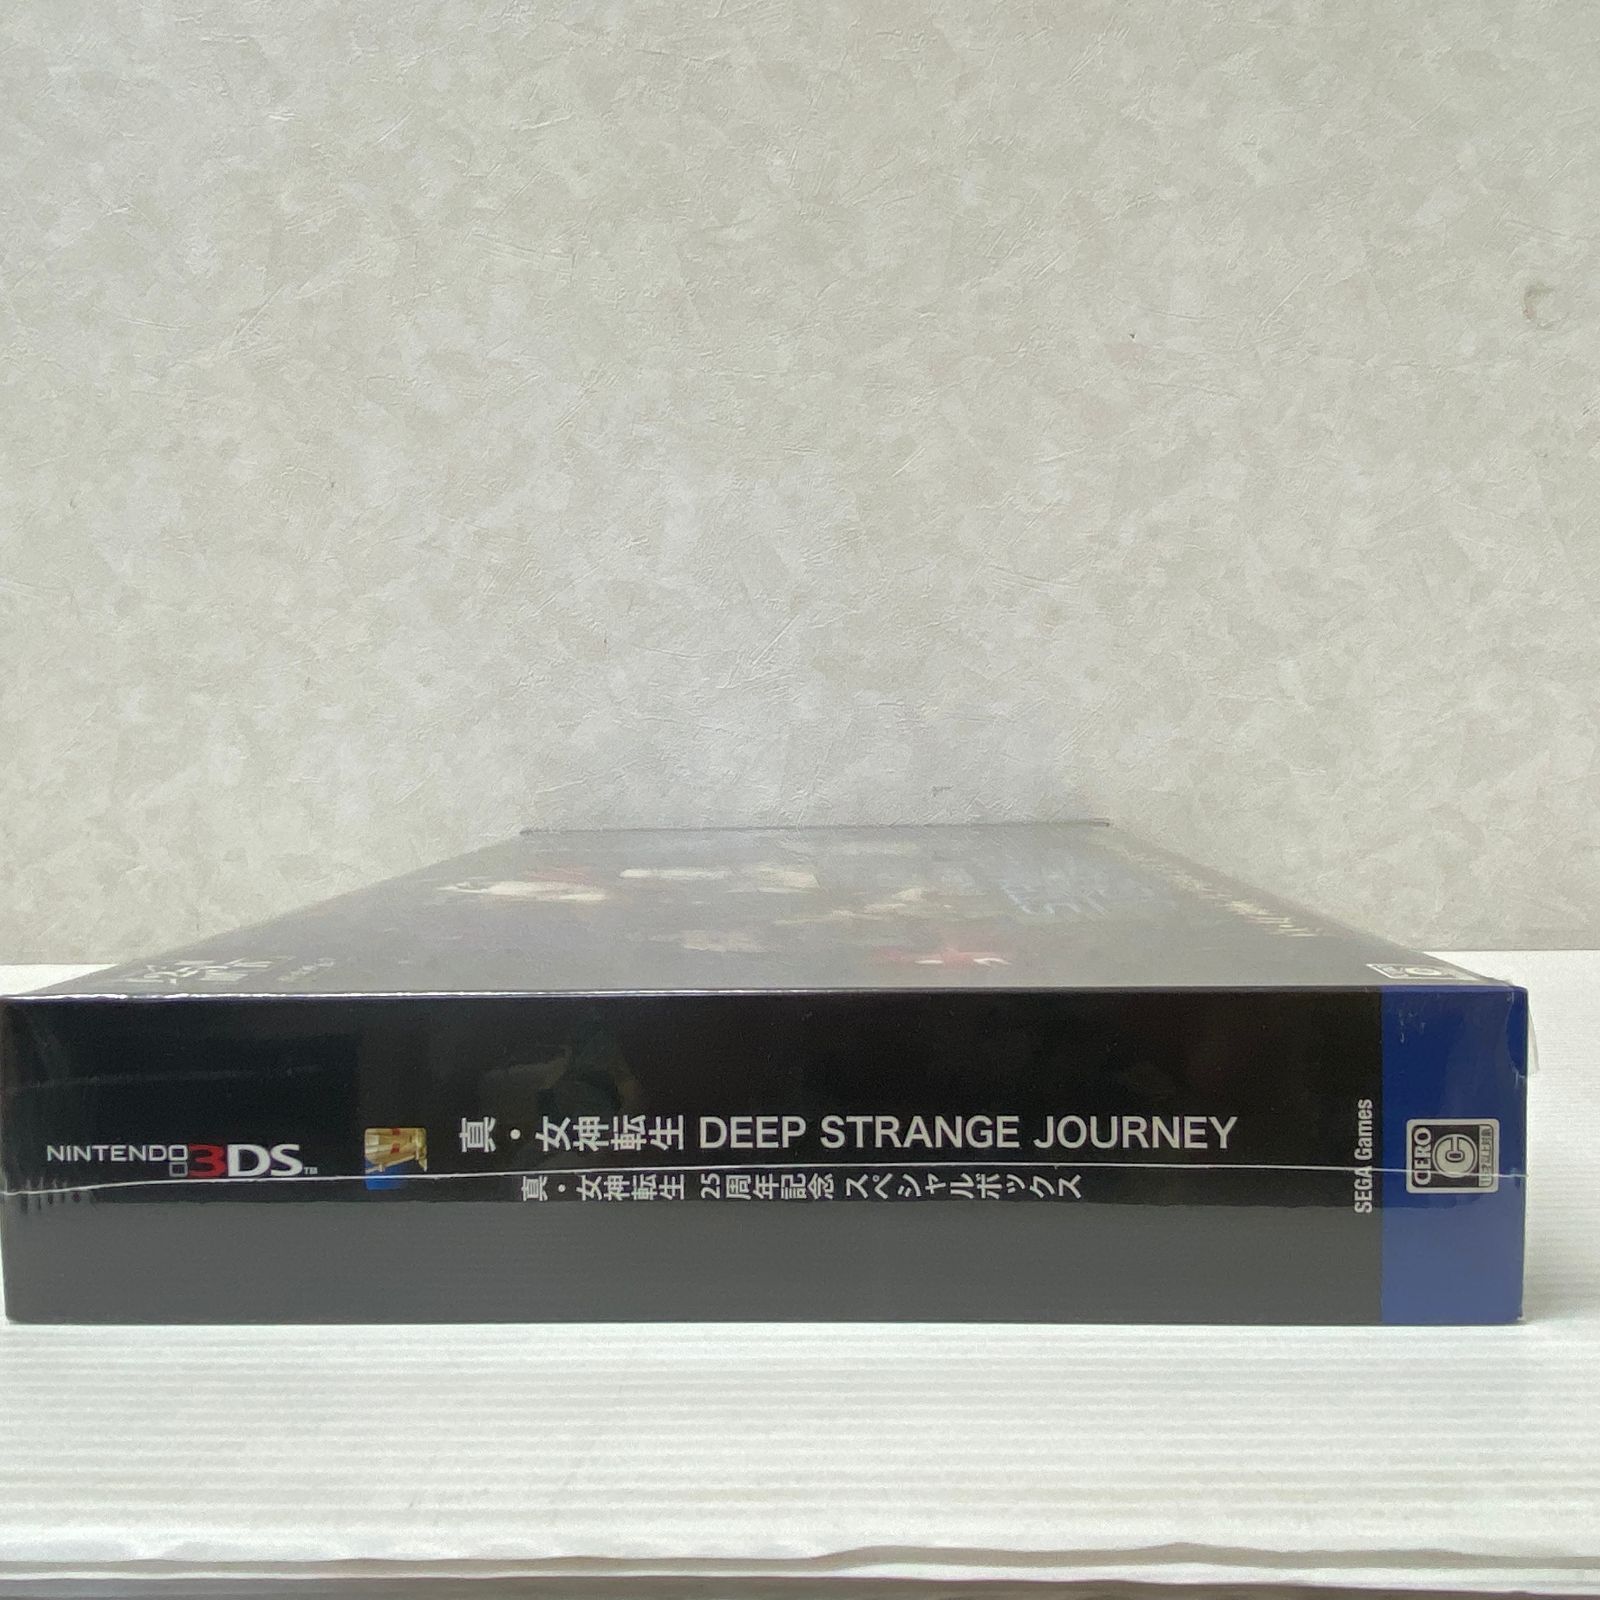 NINTENDO 3DS™
真・女神転生 DEEP STRANGE JOURNEY
真・女神転生 25周年記念 スペシャルボックス
SEGA Games
CERO
C